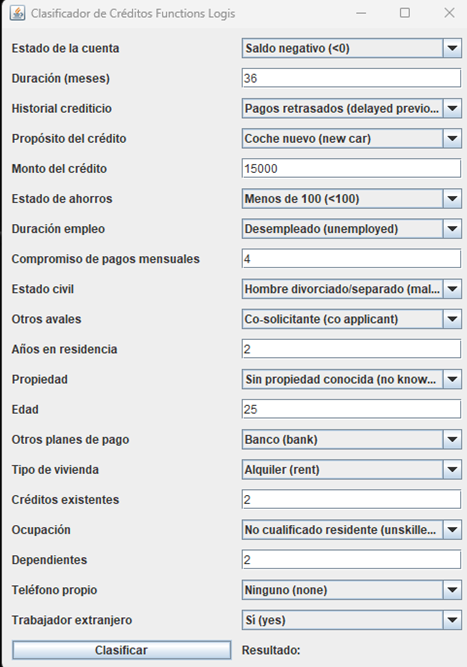 Clasificador de Créditos Functions Logis
Estado de la cuenta Saldo negativo (<0)
Duración (meses) 36
Historial crediticio Pagos retrasados (delayed previo...
Propósito del crédito Coche nuevo (new car)
Monto del crédito 15000
Estado de ahorros Menos de 100 (<100)
Duración empleo Desempleado (unemployed)
Compromiso de pagos mensuales 4
Estado civil Hombre divorciado/separado (mal...
Otros avales Co-solicitante (co applicant)
Años en residencia 2
Propiedad Sin propiedad conocida (no know...
Edad 25
Otros planes de pago Banco (bank)
Tipo de vivienda Alquiler (rent)
Créditos existentes 2
Ocupación No cualificado residente (unskille...
Dependientes 2
Teléfono propio Ninguno (none)
Trabajador extranjero Sí (yes)
Clasificar Resultado: